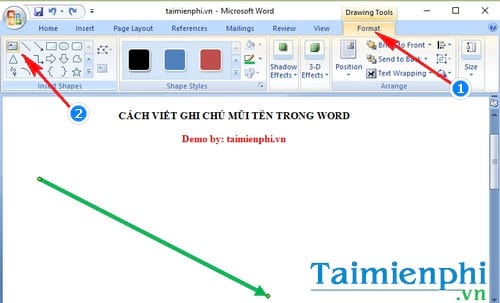 taimienphi.vn - Microsoft Word
Drawing Tools
Home Insert Page Layout References Mailings Review View Format
Bring to Front
Send to Back
Text Wrapping
Position
Size
Shadow Effects
3-D Effects
Insert Shapes
Shape Styles
Arrange
1
2
CÁCH VIẾT GHI CHÚ MŨI TÊN TRONG WORD
Demo by: taimienphi.vn
Taimienphi
.vn